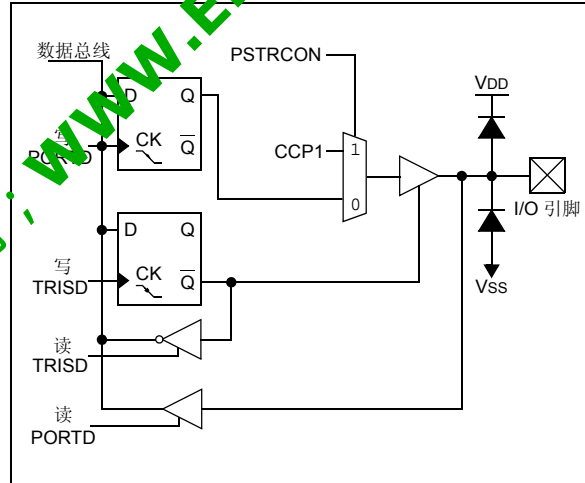 数据总线
PSTRCON
VDD
D Q
写
PORTD
CK
Q
CCP1
1
0
I/O 引脚
VSS
D Q
写
TRISD
CK
Q
读
TRISD
读
PORTD